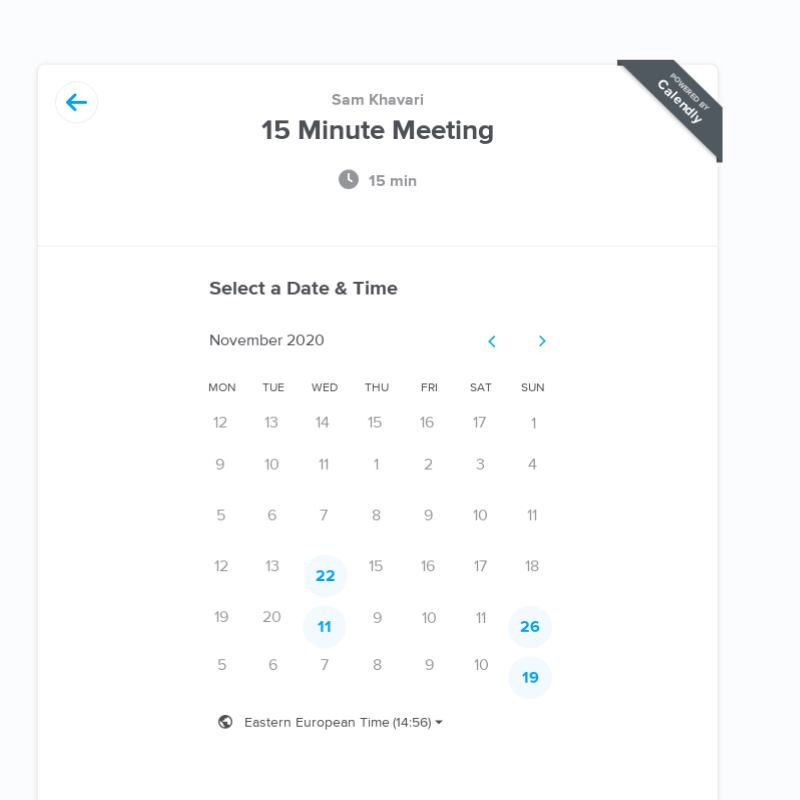 Sam Khavari
POWERED BY
Calendly
15 Minute Meeting
15 min
Select a Date & Time
November 2020
MON TUE WED THU FRI SAT SUN
12 13 14 15 16 17 1
9 10 11 1 2 3 4
5 6 7 8 9 10 11
12 13 22 15 16 17 18
19 20 11 9 10 11 26
5 6 7 8 9 10 19
Eastern European Time (14:56)